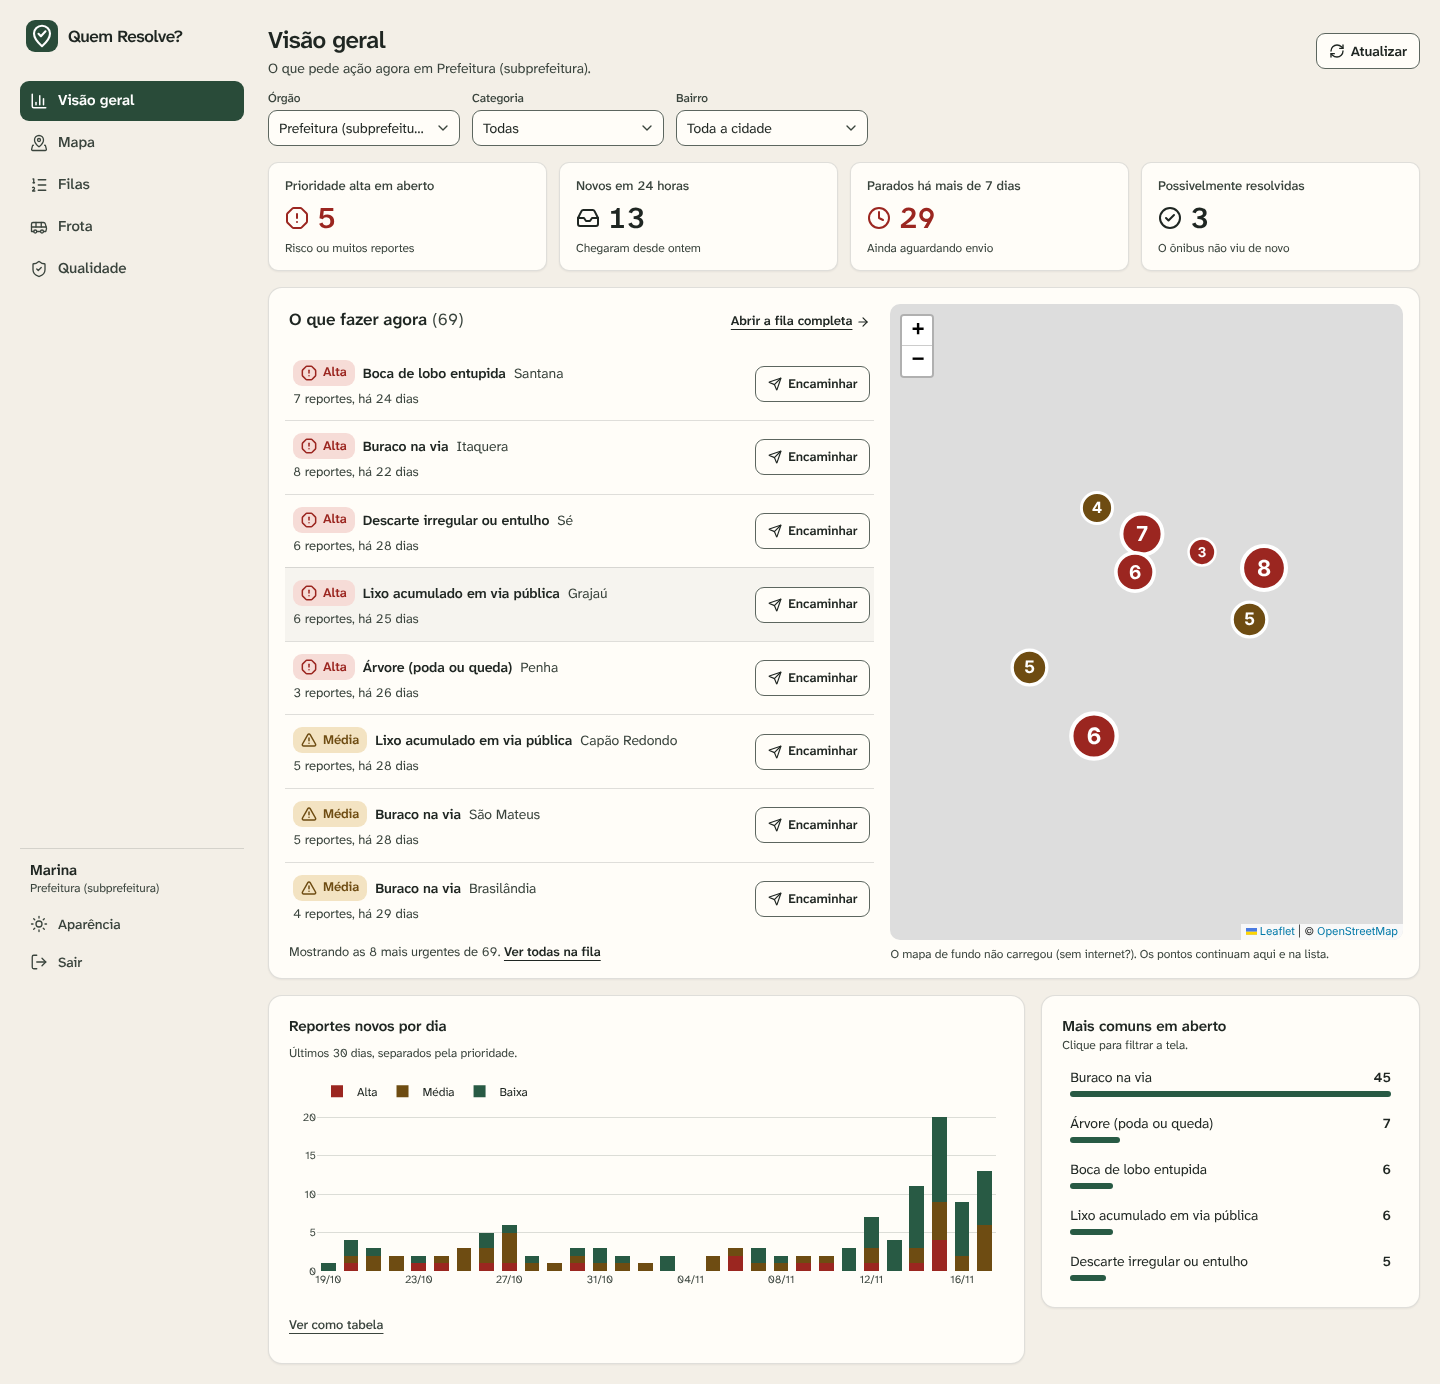 Quem Resolve?
Visão geral
Mapa
Filas
Frota
Qualidade
Marina
Prefeitura (subprefeitura)
Aparência
Sair
Visão geral
O que pede ação agora em Prefeitura (subprefeitura).
Atualizar
Órgão
Categoria
Bairro
Prefeitura (subprefeitu...
Todas
Toda a cidade
Prioridade alta em aberto
5
Risco ou muitos reportes
Novos em 24 horas
13
Chegaram desde ontem
Parados há mais de 7 dias
29
Ainda aguardando envio
Possivelmente resolvidas
3
O ônibus não viu de novo
O que fazer agora (69)
Abrir a fila completa →
Alta Boca de lobo entupida Santana
7 reportes, há 24 dias
Encaminhar
Alta Buraco na via Itaquera
8 reportes, há 22 dias
Encaminhar
Alta Descarte irregular ou entulho Sé
6 reportes, há 28 dias
Encaminhar
Alta Lixo acumulado em via pública Grajaú
6 reportes, há 25 dias
Encaminhar
Alta Árvore (poda ou queda) Penha
3 reportes, há 26 dias
Encaminhar
Média Lixo acumulado em via pública Capão Redondo
5 reportes, há 28 dias
Encaminhar
Média Buraco na via São Mateus
5 reportes, há 28 dias
Encaminhar
Média Buraco na via Brasilândia
4 reportes, há 29 dias
Encaminhar
Mostrando as 8 mais urgentes de 69. Ver todas na fila
+
−
4
7
3
6
8
5
5
6
Leaflet | © OpenStreetMap
O mapa de fundo não carregou (sem internet?). Os pontos continuam aqui e na lista.
Reportes novos por dia
Últimos 30 dias, separados pela prioridade.
Alta Média Baixa
20
15
10
5
0
19/10 23/10 27/10 31/10 04/11 08/11 12/11 16/11
Ver como tabela
Mais comuns em aberto
Clique para filtrar a tela.
Buraco na via 45
Árvore (poda ou queda) 7
Boca de lobo entupida 6
Lixo acumulado em via pública 6
Descarte irregular ou entulho 5